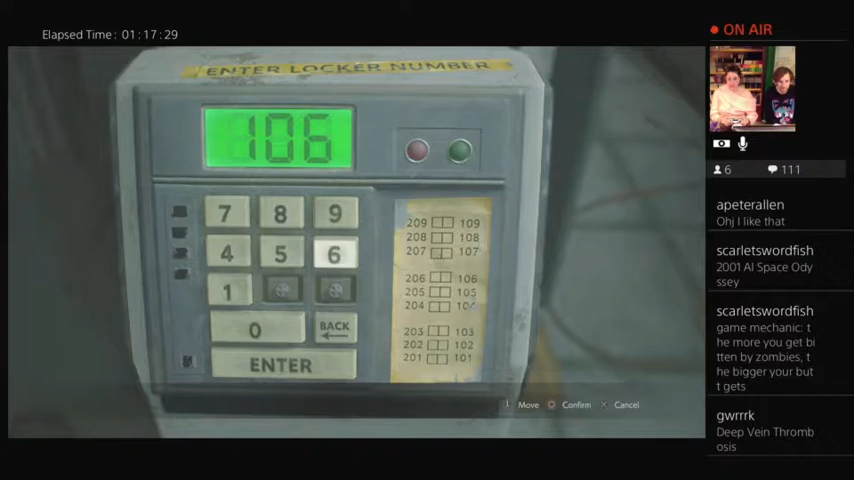 Elapsed Time : 01:17:29
ON AIR
ENTER LOCKER NUMBER
106
7 8 9
4 5 6
1
0 BACK
ENTER
209 109
208 108
207 107
206 106
205 105
204 104
203 103
202 102
201 101
Move Confirm Cancel
6 111
apeterallen
Ohj I like that
scarletswordfish
2001 Al Space Ody
ssey
scarletswordfish
game mechanic: t
he more you get bi
tten by zombies, t
he bigger your but
t gets
gwrrrk
Deep Vein Thromb
osis